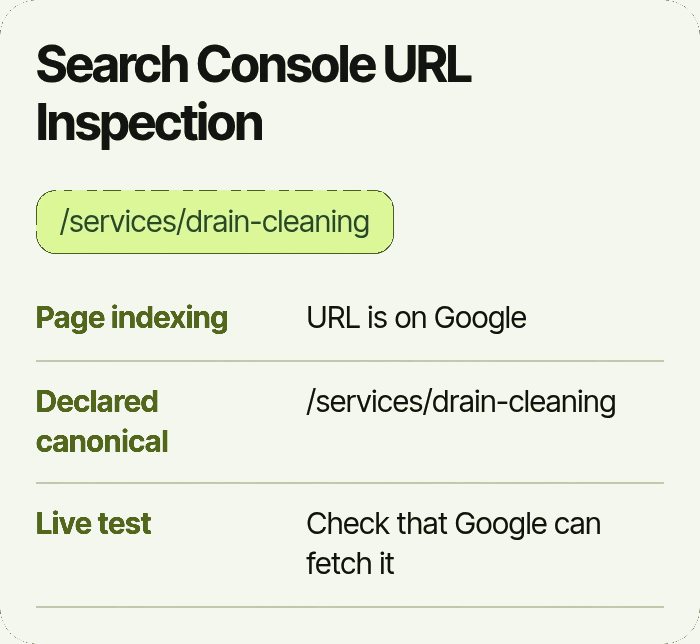 Search Console URL
Inspection
/services/drain-cleaning
Page indexing
URL is on Google
Declared
canonical
/services/drain-cleaning
Live test
Check that Google can
fetch it